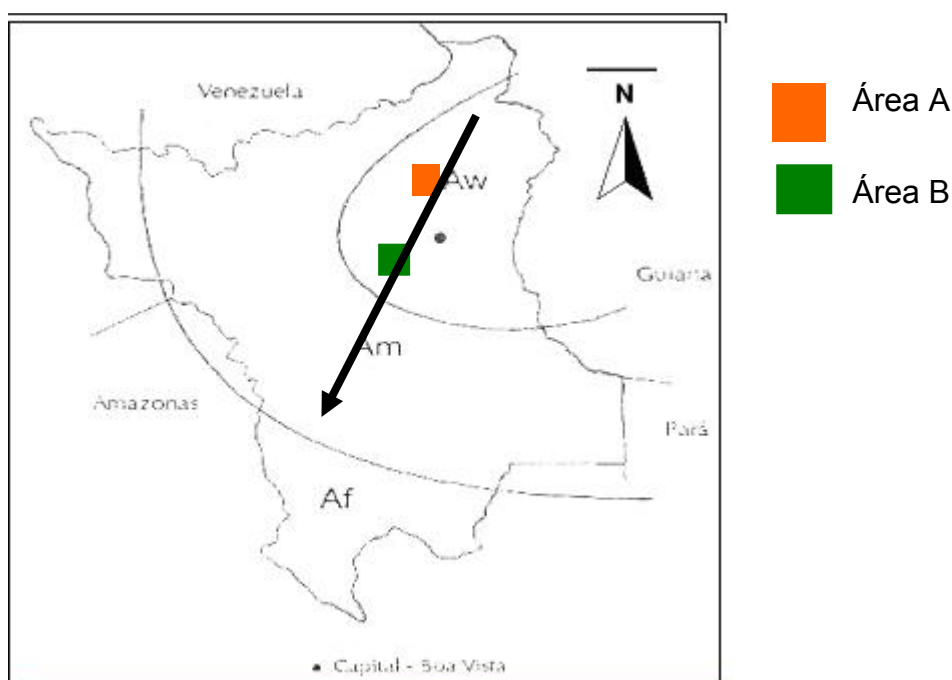 Venezuela
N
Área A
Aw
Área B
Guiana
Am
Amazonas
Pará
Af
Capital - Boa Vista